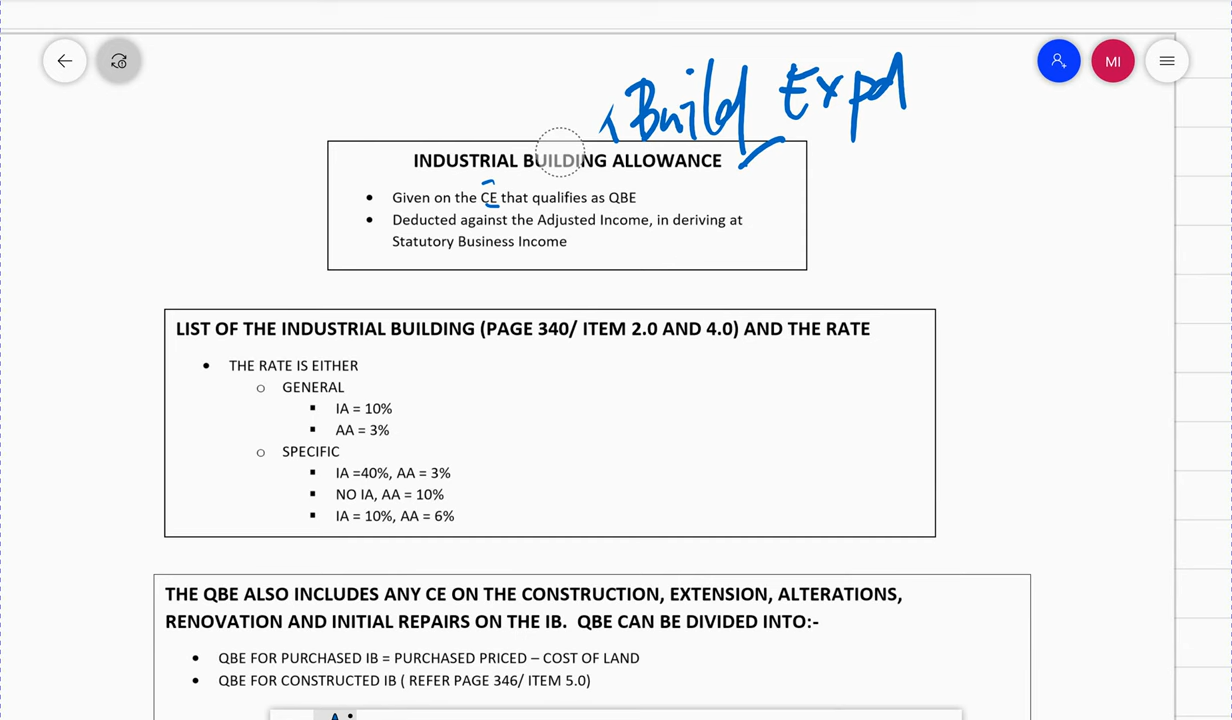 Build Expd
MI
INDUSTRIAL BUILDING ALLOWANCE
• Given on the CE that qualifies as QBE
• Deducted against the Adjusted Income, in deriving at
Statutory Business Income
LIST OF THE INDUSTRIAL BUILDING (PAGE 340/ ITEM 2.0 AND 4.0) AND THE RATE
• THE RATE IS EITHER
o GENERAL
▪ IA = 10%
▪ AA = 3%
o SPECIFIC
▪ IA =40%, AA = 3%
▪ NO IA, AA = 10%
▪ IA = 10%, AA = 6%
THE QBE ALSO INCLUDES ANY CE ON THE CONSTRUCTION, EXTENSION, ALTERATIONS,
RENOVATION AND INITIAL REPAIRS ON THE IB. QBE CAN BE DIVIDED INTO:-
• QBE FOR PURCHASED IB = PURCHASED PRICED – COST OF LAND
• QBE FOR CONSTRUCTED IB ( REFER PAGE 346/ ITEM 5.0)